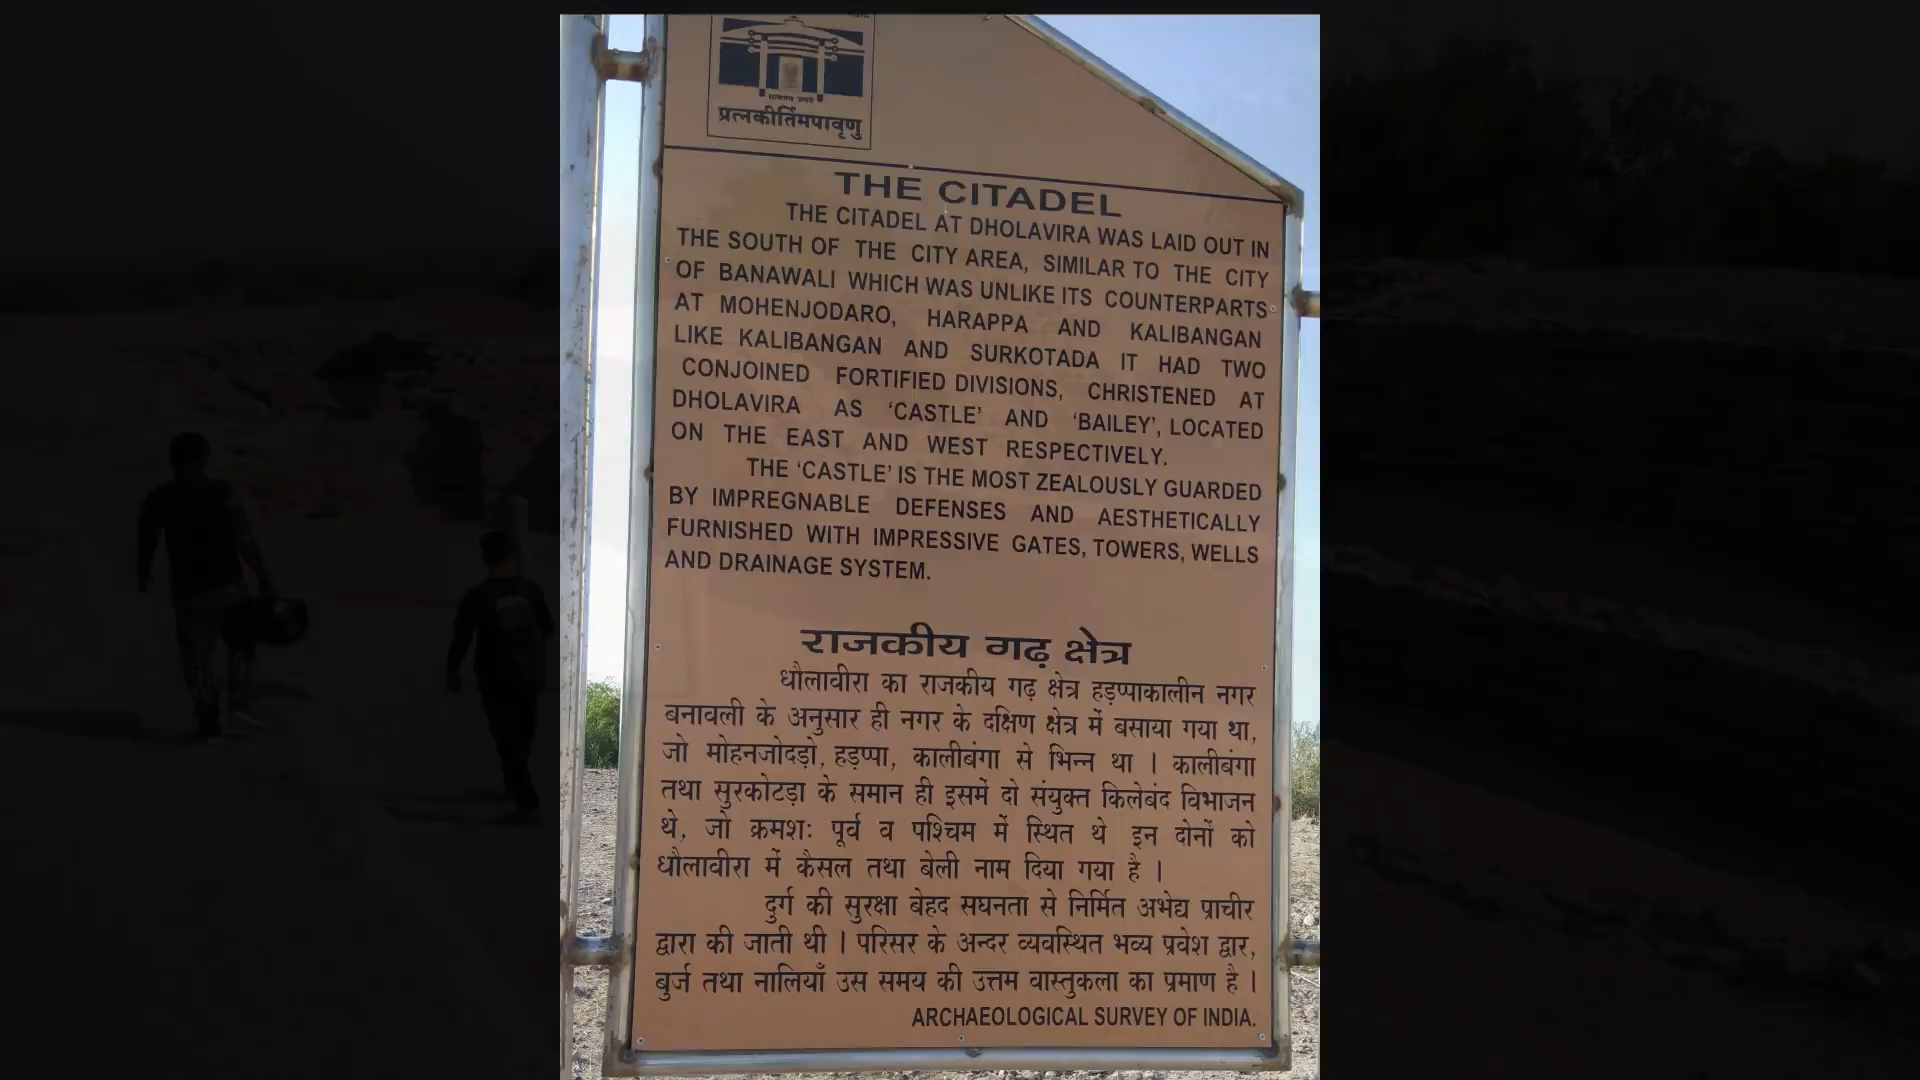 प्रत्नकीर्तिमपावृणु
THE CITADEL
THE CITADEL AT DHOLAVIRA WAS LAID OUT IN
THE SOUTH OF THE CITY AREA, SIMILAR TO THE CITY
OF BANAWALI WHICH WAS UNLIKE ITS COUNTERPARTS
AT MOHENJODARO, HARAPPA AND KALIBANGAN
LIKE KALIBANGAN AND SURKOTADA IT HAD TWO
CONJOINED FORTIFIED DIVISIONS, CHRISTENED AT
DHOLAVIRA AS ‘CASTLE’ AND ‘BAILEY’, LOCATED
ON THE EAST AND WEST RESPECTIVELY.
THE ‘CASTLE’ IS THE MOST ZEALOUSLY GUARDED
BY IMPREGNABLE DEFENSES AND AESTHETICALLY
FURNISHED WITH IMPRESSIVE GATES, TOWERS, WELLS
AND DRAINAGE SYSTEM.
राजकीय गढ़ क्षेत्र
धौलावीरा का राजकीय गढ़ क्षेत्र हड़प्पाकालीन नगर
बनावली के अनुसार ही नगर के दक्षिण क्षेत्र में बसाया गया था,
जो मोहनजोदड़ो, हड़प्पा, कालीबंगा से भिन्न था । कालीबंगा
तथा सुरकोटड़ा के समान ही इसमें दो संयुक्त किलेबंद विभाजन
थे, जो क्रमशः पूर्व व पश्चिम में स्थित थे इन दोनों को
धौलावीरा में कैसल तथा बेली नाम दिया गया है ।
दुर्ग की सुरक्षा बेहद सघनता से निर्मित अभेद्य प्राचीर
द्वारा की जाती थी । परिसर के अन्दर व्यवस्थित भव्य प्रवेश द्वार,
बुर्ज तथा नालियाँ उस समय की उत्तम वास्तुकला का प्रमाण है ।
ARCHAEOLOGICAL SURVEY OF INDIA.